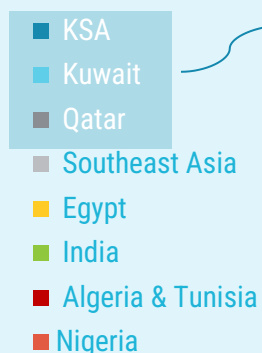 KSA
Kuwait
Qatar
Southeast Asia
Egypt
India
Algeria & Tunisia
Nigeria